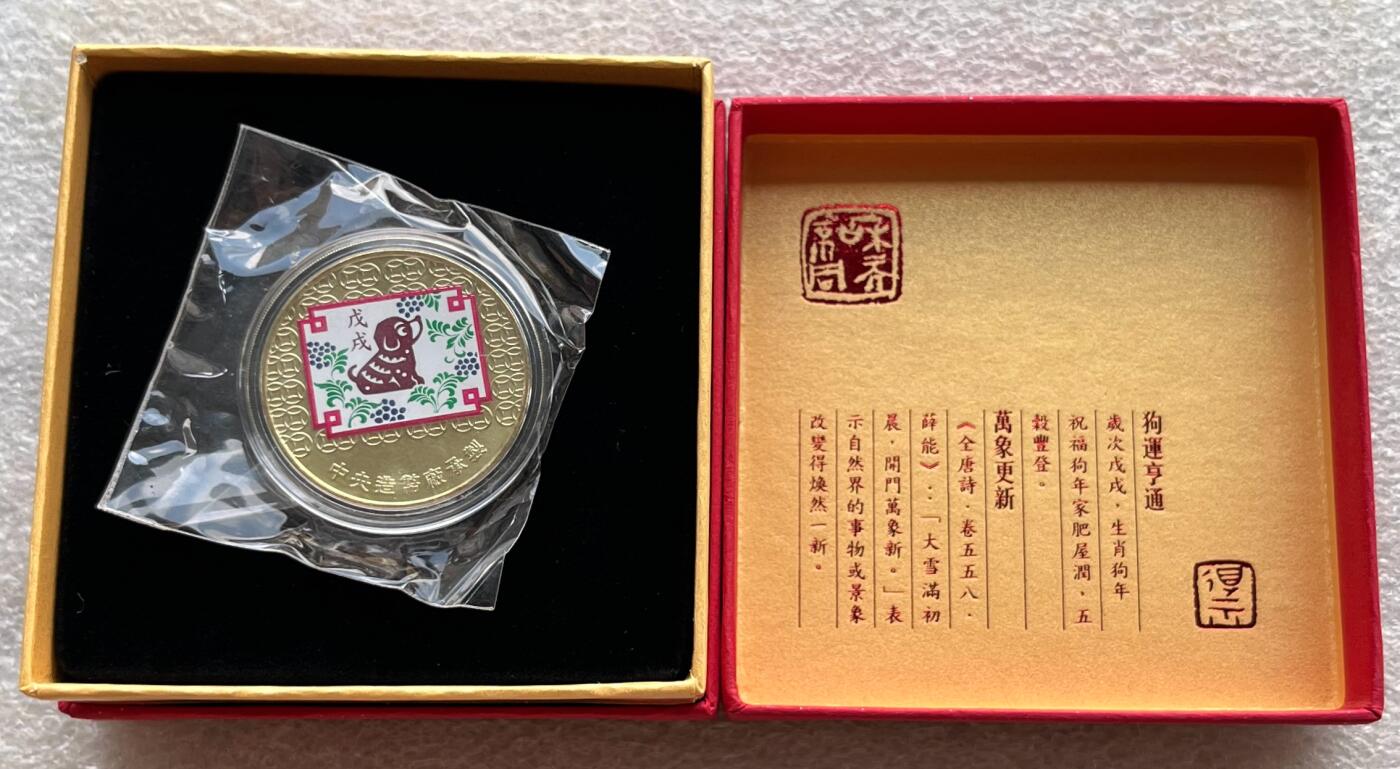 戊
戌
中央造幣廠承製
狗運亨通
歲次戊戌，生肖狗年
祝福狗年家肥屋潤、五
穀豐登。
萬象更新
《全唐詩．卷五五八．
薛能》：「大雪滿初
晨，開門萬象新。」表
示自然界的事物或景象
改變得煥然一新。